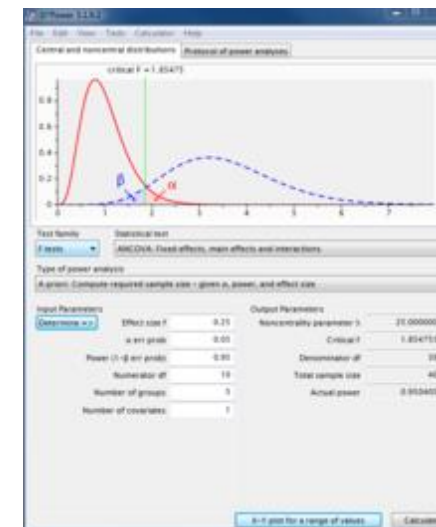 G*Power 3.1.9.2
File Edit View Tests Calculator Help
Central and noncentral distributions Protocol of power analyses
critical F = 1.85475
0.8
0.6
0.4
0.2
β α
0 1 2 3 4 5 6 7
Test family Statistical test
F tests ANCOVA: Fixed effects, main effects and interactions
Type of power analysis
A priori: Compute required sample size - given α, power, and effect size
Input Parameters Output Parameters
Determine => Effect size f 0.25 Noncentrality parameter λ 25.000000
α err prob 0.05 Critical F 1.854753
Power (1-β err prob) 0.95 Denominator df
Numerator df 10 Total sample size
Number of groups 5 Actual power
Number of covariates 1
X-Y plot for a range of values Calculate